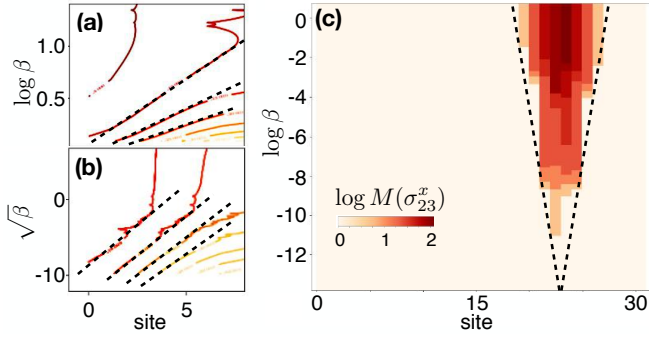 (a)
log β
1.0
0.5
(b)
√β
0
-10
0
5
site
(c)
log β
0
-2
-4
-6
-8
-10
-12
log M(σ^x_23)
0
1
2
0
15
30
site